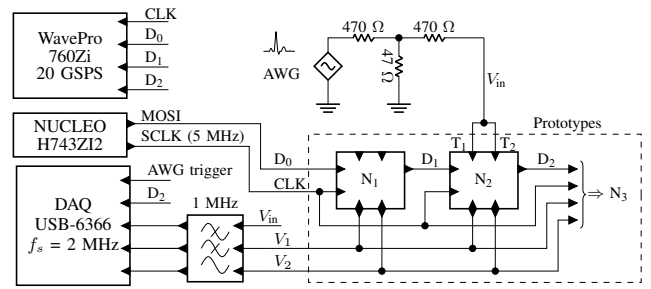 WavePro
760Zi
20 GSPS
CLK
D0
D1
D2
470 Ω
470 Ω
47 Ω
AWG
Vin
NUCLEO
H743ZI2
MOSI
SCLK (5 MHz)
Prototypes
T1
T2
D0
N1
D1
N2
D2
CLK
⇒ N3
DAQ
USB-6366
fs = 2 MHz
AWG trigger
D2
1 MHz
Vin
V1
V2